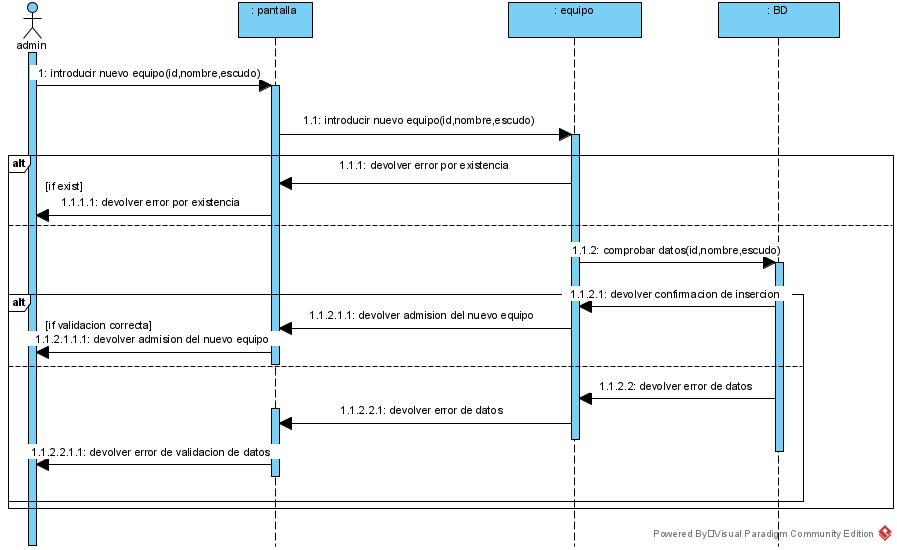 : pantalla
: equipo
: BD
admin
1: introducir nuevo equipo(id,nombre,escudo)
1.1: introducir nuevo equipo(id,nombre,escudo)
alt
1.1.1: devolver error por existencia
[if exist]
1.1.1.1: devolver error por existencia
1.1.2: comprobar datos(id,nombre,escudo)
alt
1.1.2.1: devolver confirmacion de insercion
1.1.2.1.1: devolver admision del nuevo equipo
[if validacion correcta]
1.1.2.1.1.1: devolver admision del nuevo equipo
1.1.2.2: devolver error de datos
1.1.2.2.1: devolver error de datos
1.1.2.2.1.1: devolver error de validacion de datos
Powered By Visual Paradigm Community Edition